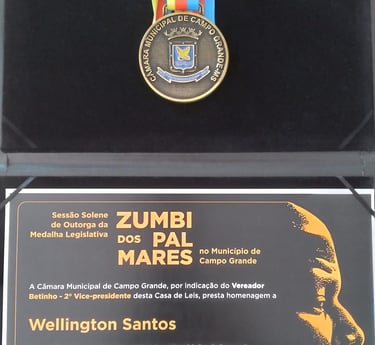 CÂMARA MUNICIPAL DE CAMPO GRANDE-MS
Sessão Solene
de Outorga da
Medalha Legislativa
ZUMBI
DOS PAL
MARES
no Município de
Campo Grande
A Câmara Municipal de Campo Grande, por indicação do Vereador
Betinho - 2º Vice-presidente desta Casa de Leis, presta homenagem a
Wellington Santos